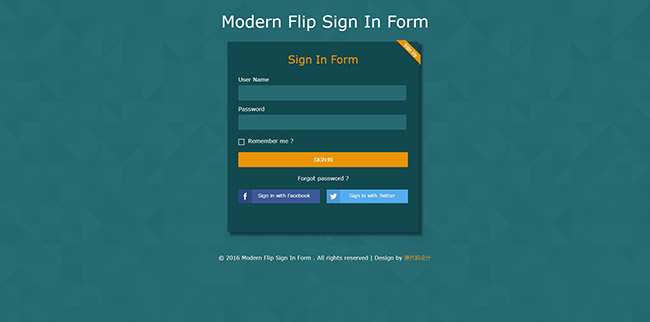 Modern Flip Sign In Form
Sign Up
Sign In Form
User Name
Password
Remember me ?
SIGN IN
Forgot password ?
Sign in with Facebook
Sign in with Twitter
© 2016 Modern Flip Sign In Form . All rights reserved | Design by